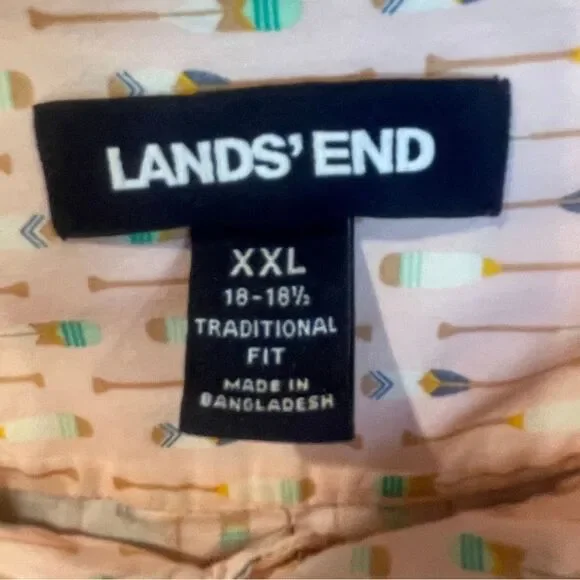 LANDS' END
XXL
18-18½
TRADITIONAL
FIT
MADE IN
BANGLADESH